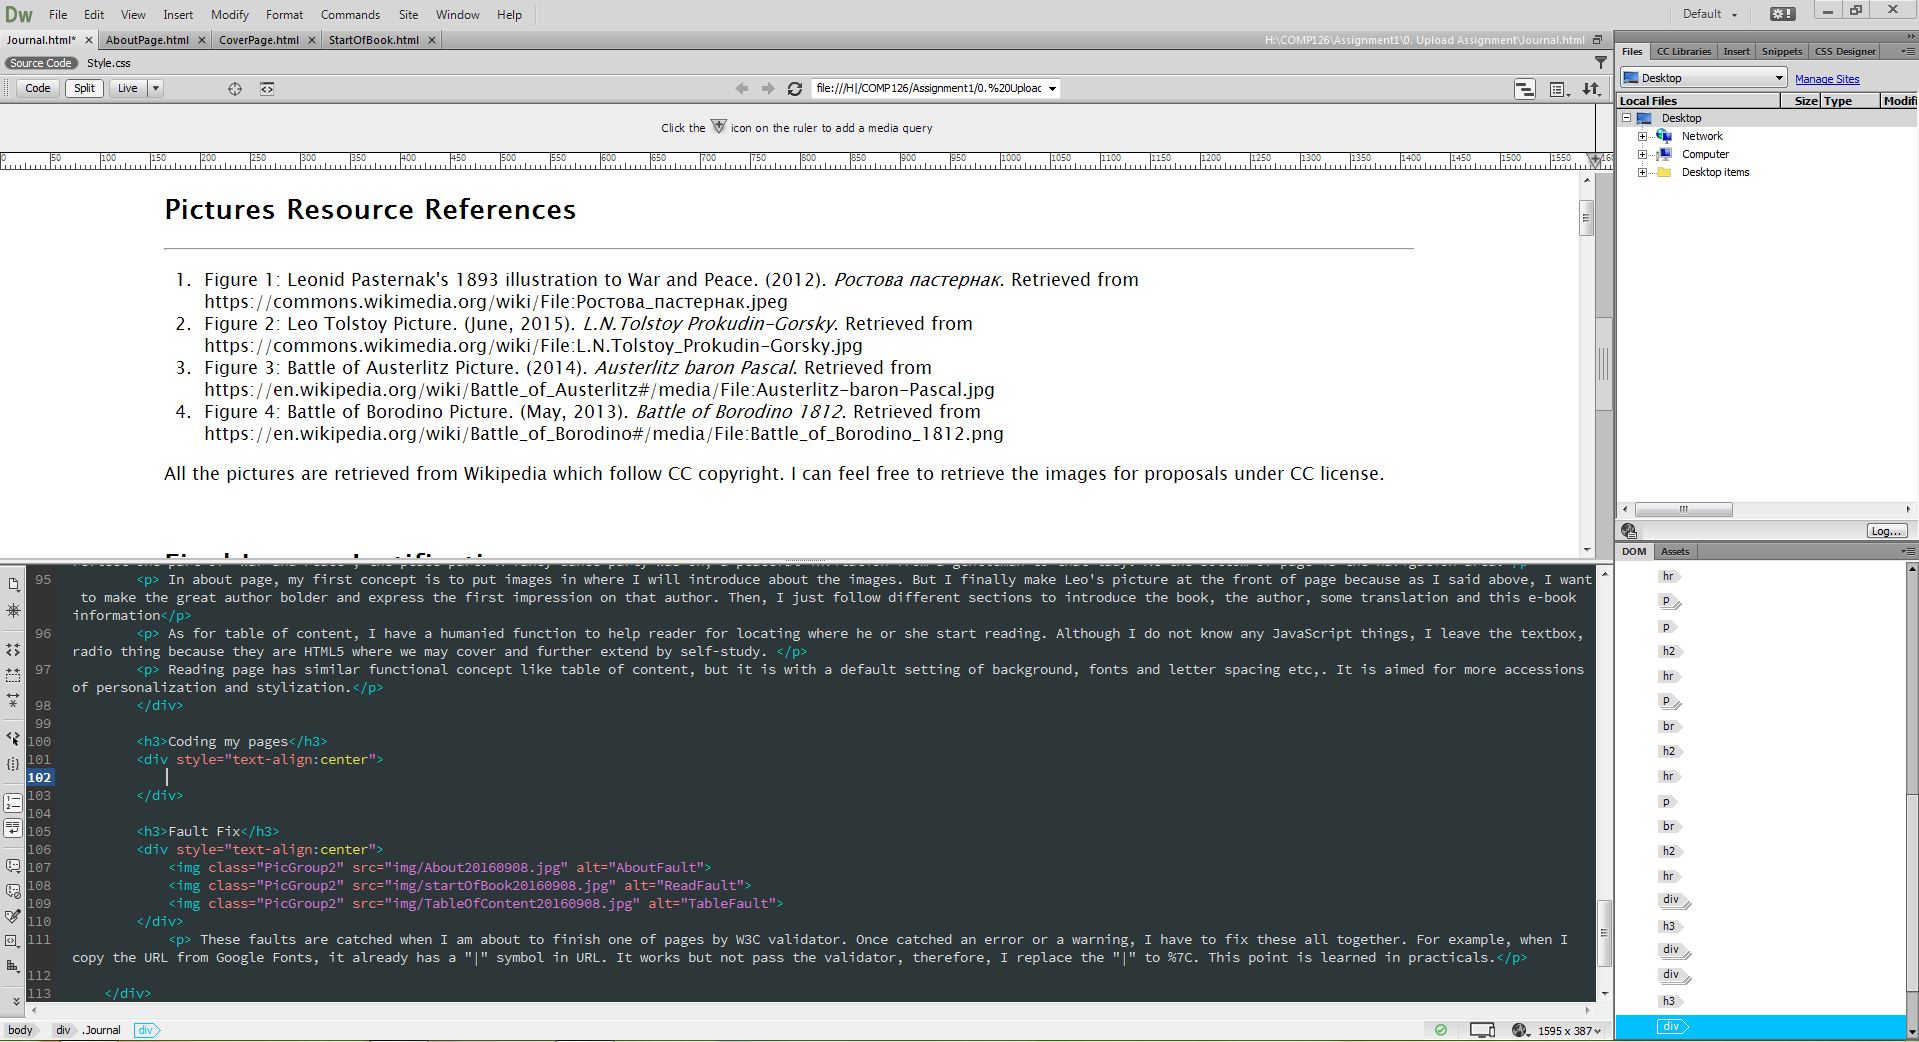 Dw File Edit View Insert Modify Format Commands Site Window Help Default
Journal.html* AboutPage.html CoverPage.html StartOfBook.html H:\COMP126\Assignment1\0. Upload Assignment\Journal.html
Source Code Style.css
Code Split Live file:///H|/COMP126/Assignment1/0.%20Uploa
Click the icon on the ruler to add a media query
0 50 100 150 200 250 300 350 400 450 500 550 600 650 700 750 800 850 900 950 1000 1050 1100 1150 1200 1250 1300 1350 1400 1450 1500 1550
Pictures Resource References
1. Figure 1: Leonid Pasternak's 1893 illustration to War and Peace. (2012). Ростова пастернак. Retrieved from
https://commons.wikimedia.org/wiki/File:Ростова_пастернак.jpeg
2. Figure 2: Leo Tolstoy Picture. (June, 2015). L.N.Tolstoy Prokudin-Gorsky. Retrieved from
https://commons.wikimedia.org/wiki/File:L.N.Tolstoy_Prokudin-Gorsky.jpg
3. Figure 3: Battle of Austerlitz Picture. (2014). Austerlitz baron Pascal. Retrieved from
https://en.wikipedia.org/wiki/Battle_of_Austerlitz#/media/File:Austerlitz-baron-Pascal.jpg
4. Figure 4: Battle of Borodino Picture. (May, 2013). Battle of Borodino 1812. Retrieved from
https://en.wikipedia.org/wiki/Battle_of_Borodino#/media/File:Battle_of_Borodino_1812.png
All the pictures are retrieved from Wikipedia which follow CC copyright. I can feel free to retrieve the images for proposals under CC license.
95 <p> In about page, my first concept is to put images in where I will introduce about the images. But I finally make Leo's picture at the front of page because as I said above, I want
to make the great author bolder and express the first impression on that author. Then, I just follow different sections to introduce the book, the author, some translation and this e-book
information</p>
96 <p> As for table of content, I have a humanied function to help reader for locating where he or she start reading. Although I do not know any JavaScript things, I leave the textbox,
radio thing because they are HTML5 where we may cover and further extend by self-study. </p>
97 <p> Reading page has similar functional concept like table of content, but it is with a default setting of background, fonts and letter spacing etc,. It is aimed for more accessions
of personalization and stylization.</p>
98 </div>
99
100 <h3>Coding my pages</h3>
101 <div style="text-align:center">
102
103 </div>
104
105 <h3>Fault Fix</h3>
106 <div style="text-align:center">
107 <img class="PicGroup2" src="img/About20160908.jpg" alt="AboutFault">
108 <img class="PicGroup2" src="img/startOfBook20160908.jpg" alt="ReadFault">
109 <img class="PicGroup2" src="img/TableOfContent20160908.jpg" alt="TableFault">
110 </div>
111 <p> These faults are catched when I am about to finish one of pages by W3C validator. Once catched an error or a warning, I have to fix these all together. For example, when I
copy the URL from Google Fonts, it already has a "|" symbol in URL. It works but not pass the validator, therefore, I replace the "|" to %7C. This point is learned in practicals.</p>
112
113 </div>
body div .Journal div 1595 x 387
Files CC Libraries Insert Snippets CSS Designer
Desktop Manage Sites
Local Files Size Type Modifi
Desktop
Network
Computer
Desktop items
Log...
DOM Assets
hr
p
p
h2
hr
p
br
h2
hr
p
br
h2
hr
div
h3
div
div
h3
div